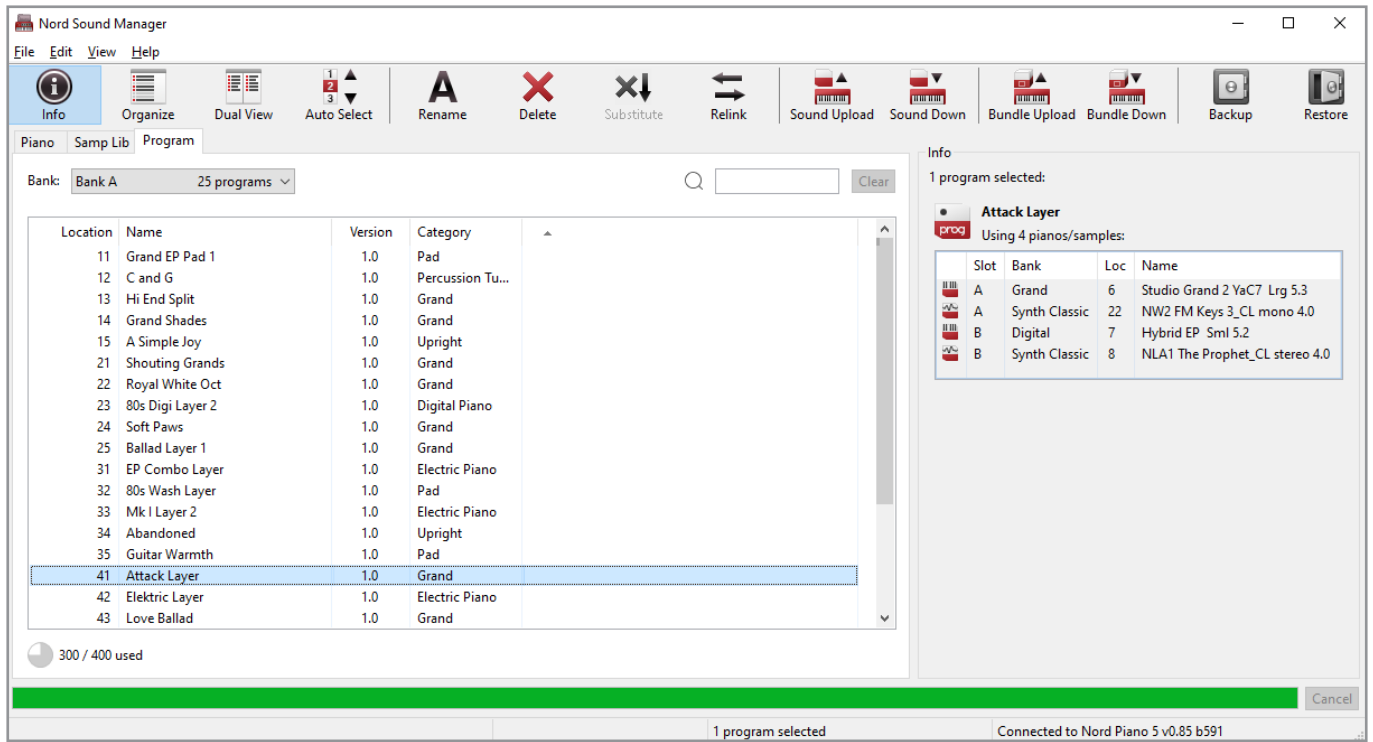 Nord Sound Manager
File Edit View Help
1
2
3
Info Organize Dual View Auto Select Rename Delete Substitute Relink Sound Upload Sound Down Bundle Upload Bundle Down Backup Restore
Piano Samp Lib Program
Bank: Bank A 25 programs Clear
Location Name Version Category
11 Grand EP Pad 1 1.0 Pad
12 C and G 1.0 Percussion Tu...
13 Hi End Split 1.0 Grand
14 Grand Shades 1.0 Grand
15 A Simple Joy 1.0 Upright
21 Shouting Grands 1.0 Grand
22 Royal White Oct 1.0 Grand
23 80s Digi Layer 2 1.0 Digital Piano
24 Soft Paws 1.0 Grand
25 Ballad Layer 1 1.0 Grand
31 EP Combo Layer 1.0 Electric Piano
32 80s Wash Layer 1.0 Pad
33 Mk I Layer 2 1.0 Electric Piano
34 Abandoned 1.0 Upright
35 Guitar Warmth 1.0 Pad
41 Attack Layer 1.0 Grand
42 Elektric Layer 1.0 Electric Piano
43 Love Ballad 1.0 Grand
300 / 400 used
Info
1 program selected:
prog
Attack Layer
Using 4 pianos/samples:
Slot Bank Loc Name
A Grand 6 Studio Grand 2 YaC7 Lrg 5.3
A Synth Classic 22 NW2 FM Keys 3_CL mono 4.0
B Digital 7 Hybrid EP Sml 5.2
B Synth Classic 8 NLA1 The Prophet_CL stereo 4.0
Cancel
1 program selected Connected to Nord Piano 5 v0.85 b591